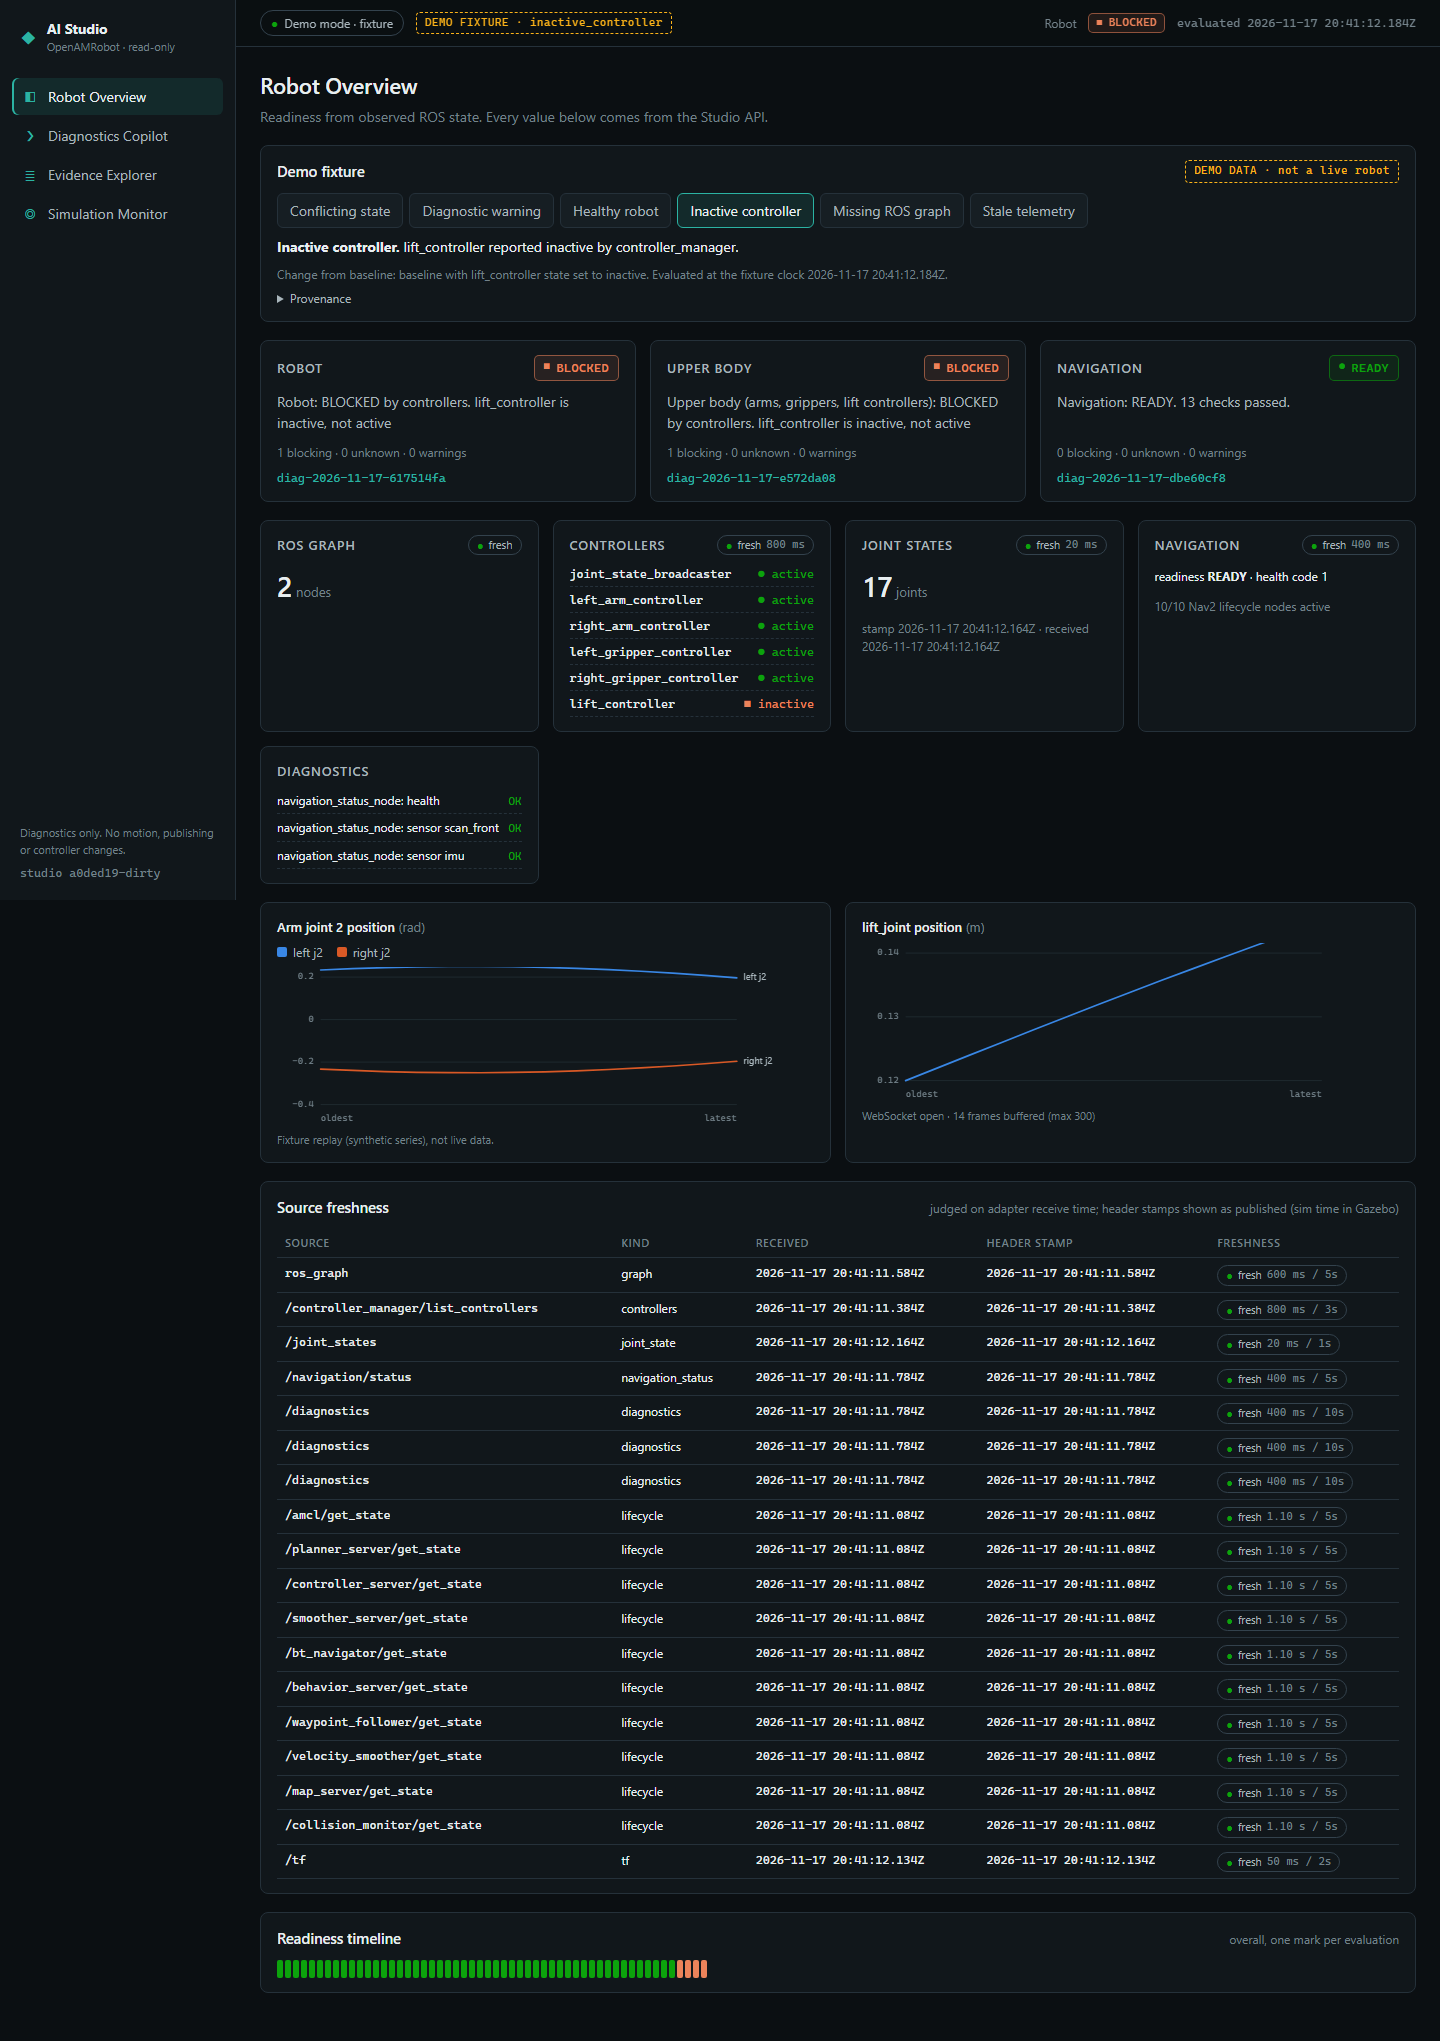 AI Studio
OpenAMRobot · read-only
Robot Overview
Diagnostics Copilot
Evidence Explorer
Simulation Monitor
Diagnostics only. No motion, publishing
or controller changes.
studio a0ded19-dirty
Demo mode · fixture
DEMO FIXTURE · inactive_controller
Robot
BLOCKED
evaluated 2026-11-17 20:41:12.184Z
Robot Overview
Readiness from observed ROS state. Every value below comes from the Studio API.
Demo fixture
DEMO DATA · not a live robot
Conflicting state
Diagnostic warning
Healthy robot
Inactive controller
Missing ROS graph
Stale telemetry
Inactive controller. lift_controller reported inactive by controller_manager.
Change from baseline: baseline with lift_controller state set to inactive. Evaluated at the fixture clock 2026-11-17 20:41:12.184Z.
Provenance
ROBOT
BLOCKED
Robot: BLOCKED by controllers. lift_controller is
inactive, not active
1 blocking · 0 unknown · 0 warnings
diag-2026-11-17-617514fa
UPPER BODY
BLOCKED
Upper body (arms, grippers, lift controllers): BLOCKED
by controllers. lift_controller is inactive, not active
1 blocking · 0 unknown · 0 warnings
diag-2026-11-17-e572da08
NAVIGATION
READY
Navigation: READY. 13 checks passed.
0 blocking · 0 unknown · 0 warnings
diag-2026-11-17-dbe60cf8
ROS GRAPH
fresh
2 nodes
CONTROLLERS
fresh 800 ms
joint_state_broadcaster active
left_arm_controller active
right_arm_controller active
left_gripper_controller active
right_gripper_controller active
lift_controller inactive
JOINT STATES
fresh 20 ms
17 joints
stamp 2026-11-17 20:41:12.164Z · received
2026-11-17 20:41:12.164Z
NAVIGATION
fresh 400 ms
readiness READY · health code 1
10/10 Nav2 lifecycle nodes active
DIAGNOSTICS
navigation_status_node: health OK
navigation_status_node: sensor scan_front OK
navigation_status_node: sensor imu OK
Arm joint 2 position (rad)
left j2 right j2
0.2
0
−0.2
−0.4
left j2
right j2
oldest latest
Fixture replay (synthetic series), not live data.
lift_joint position (m)
0.14
0.13
0.12
oldest latest
WebSocket open · 14 frames buffered (max 300)
Source freshness
judged on adapter receive time; header stamps shown as published (sim time in Gazebo)
SOURCE KIND RECEIVED HEADER STAMP FRESHNESS
ros_graph graph 2026-11-17 20:41:11.584Z 2026-11-17 20:41:11.584Z fresh 600 ms / 5s
/controller_manager/list_controllers controllers 2026-11-17 20:41:11.384Z 2026-11-17 20:41:11.384Z fresh 800 ms / 3s
/joint_states joint_state 2026-11-17 20:41:12.164Z 2026-11-17 20:41:12.164Z fresh 20 ms / 1s
/navigation/status navigation_status 2026-11-17 20:41:11.784Z 2026-11-17 20:41:11.784Z fresh 400 ms / 5s
/diagnostics diagnostics 2026-11-17 20:41:11.784Z 2026-11-17 20:41:11.784Z fresh 400 ms / 10s
/diagnostics diagnostics 2026-11-17 20:41:11.784Z 2026-11-17 20:41:11.784Z fresh 400 ms / 10s
/diagnostics diagnostics 2026-11-17 20:41:11.784Z 2026-11-17 20:41:11.784Z fresh 400 ms / 10s
/amcl/get_state lifecycle 2026-11-17 20:41:11.084Z 2026-11-17 20:41:11.084Z fresh 1.10 s / 5s
/planner_server/get_state lifecycle 2026-11-17 20:41:11.084Z 2026-11-17 20:41:11.084Z fresh 1.10 s / 5s
/controller_server/get_state lifecycle 2026-11-17 20:41:11.084Z 2026-11-17 20:41:11.084Z fresh 1.10 s / 5s
/smoother_server/get_state lifecycle 2026-11-17 20:41:11.084Z 2026-11-17 20:41:11.084Z fresh 1.10 s / 5s
/bt_navigator/get_state lifecycle 2026-11-17 20:41:11.084Z 2026-11-17 20:41:11.084Z fresh 1.10 s / 5s
/behavior_server/get_state lifecycle 2026-11-17 20:41:11.084Z 2026-11-17 20:41:11.084Z fresh 1.10 s / 5s
/waypoint_follower/get_state lifecycle 2026-11-17 20:41:11.084Z 2026-11-17 20:41:11.084Z fresh 1.10 s / 5s
/velocity_smoother/get_state lifecycle 2026-11-17 20:41:11.084Z 2026-11-17 20:41:11.084Z fresh 1.10 s / 5s
/map_server/get_state lifecycle 2026-11-17 20:41:11.084Z 2026-11-17 20:41:11.084Z fresh 1.10 s / 5s
/collision_monitor/get_state lifecycle 2026-11-17 20:41:11.084Z 2026-11-17 20:41:11.084Z fresh 1.10 s / 5s
/tf tf 2026-11-17 20:41:12.134Z 2026-11-17 20:41:12.134Z fresh 50 ms / 2s
Readiness timeline
overall, one mark per evaluation